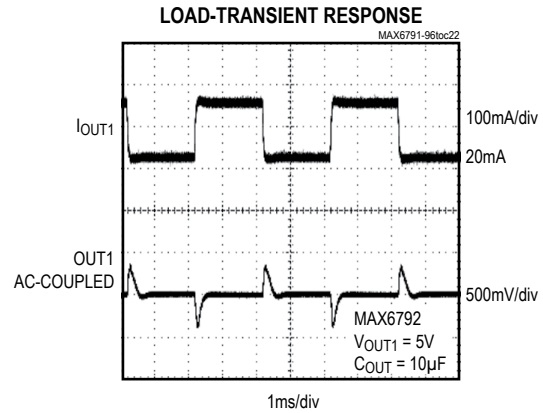 LOAD-TRANSIENT RESPONSE
MAX6791-96toc22
IOUT1
100mA/div
20mA
OUT1
AC-COUPLED
500mV/div
MAX6792
VOUT1 = 5V
COUT = 10µF
1ms/div